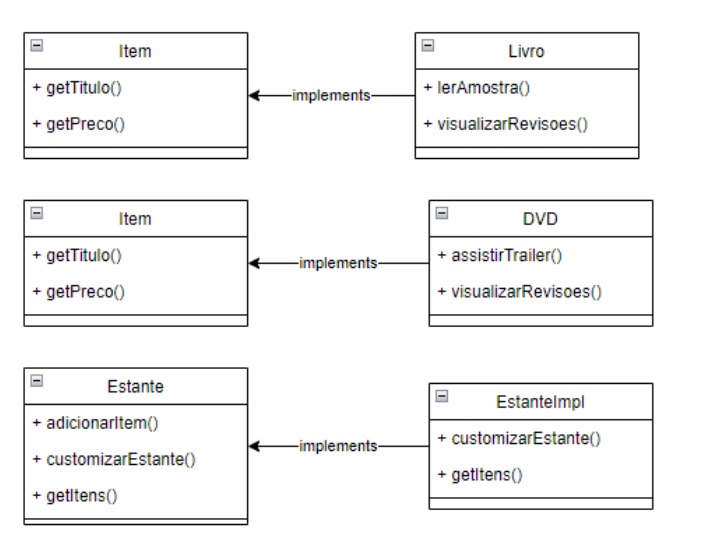 Item
+ getTitulo()
+ getPreco()
implements
Livro
+ lerAmostra()
+ visualizarRevisoes()
Item
+ getTitulo()
+ getPreco()
implements
DVD
+ assistirTrailer()
+ visualizarRevisoes()
Estante
+ adicionarItem()
+ customizarEstante()
+ getItens()
implements
EstanteImpl
+ customizarEstante()
+ getItens()